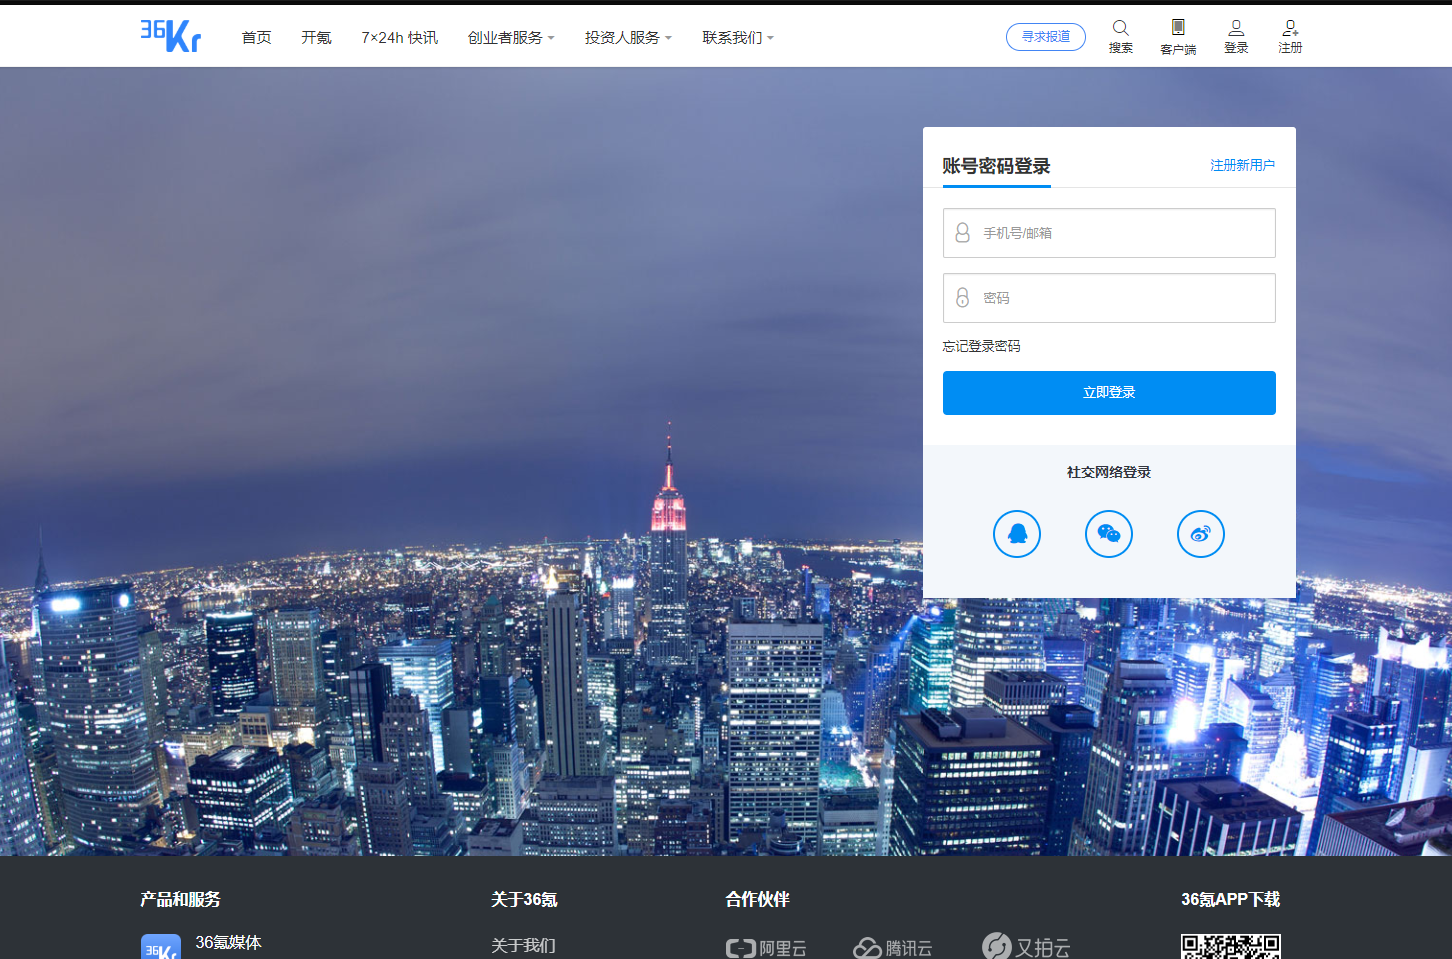 36Kr
首页
开氪
7×24h 快讯
创业者服务
投资人服务
联系我们
寻求报道
搜索
客户端
登录
注册
账号密码登录
注册新用户
手机号/邮箱
密码
忘记登录密码
立即登录
社交网络登录
产品和服务
关于36氪
合作伙伴
36氪APP下载
36Kr
36氪媒体
关于我们
阿里云
腾讯云
又拍云